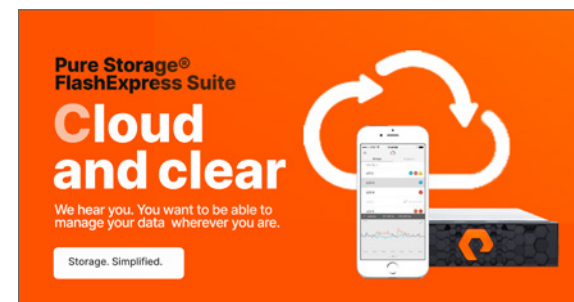 Pure Storage®
FlashExpress Suite
Cloud
and clear
We hear you. You want to be able to
manage your data wherever you are.
Storage. Simplified.